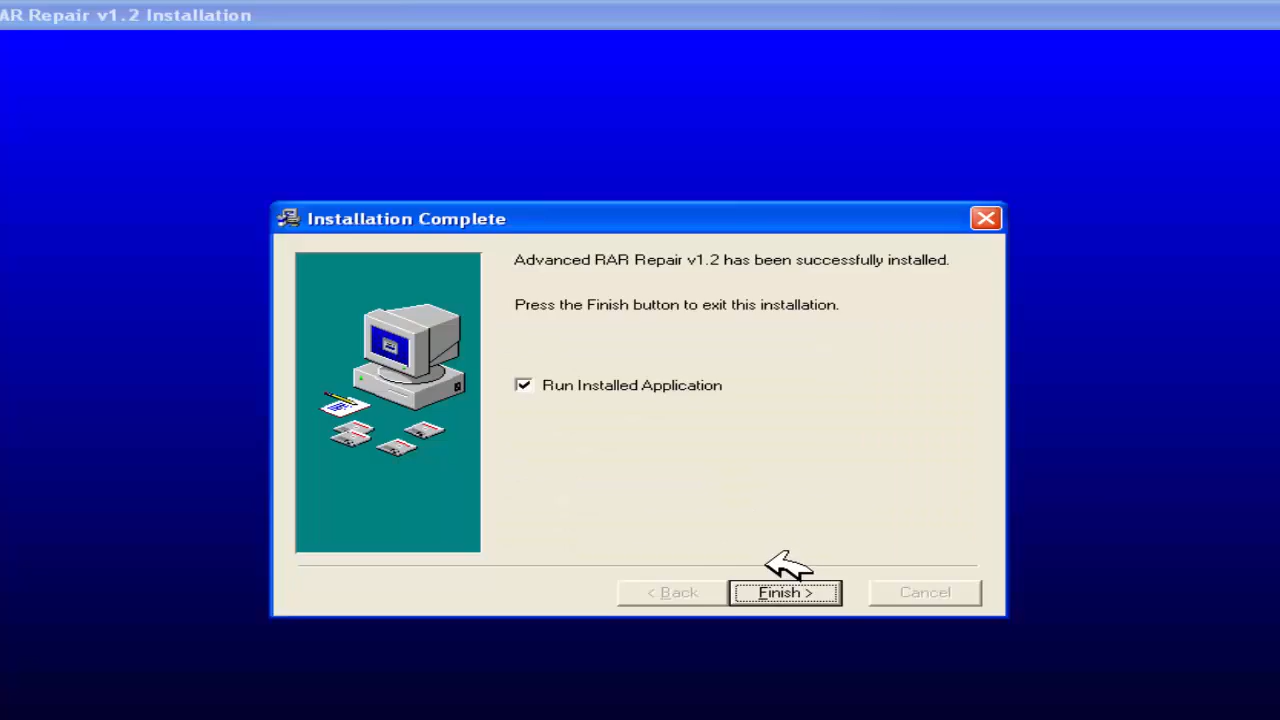 AR Repair v1.2 Installation
Installation Complete
Advanced RAR Repair v1.2 has been successfully installed.
Press the Finish button to exit this installation.
Run Installed Application
< Back
Finish >
Cancel